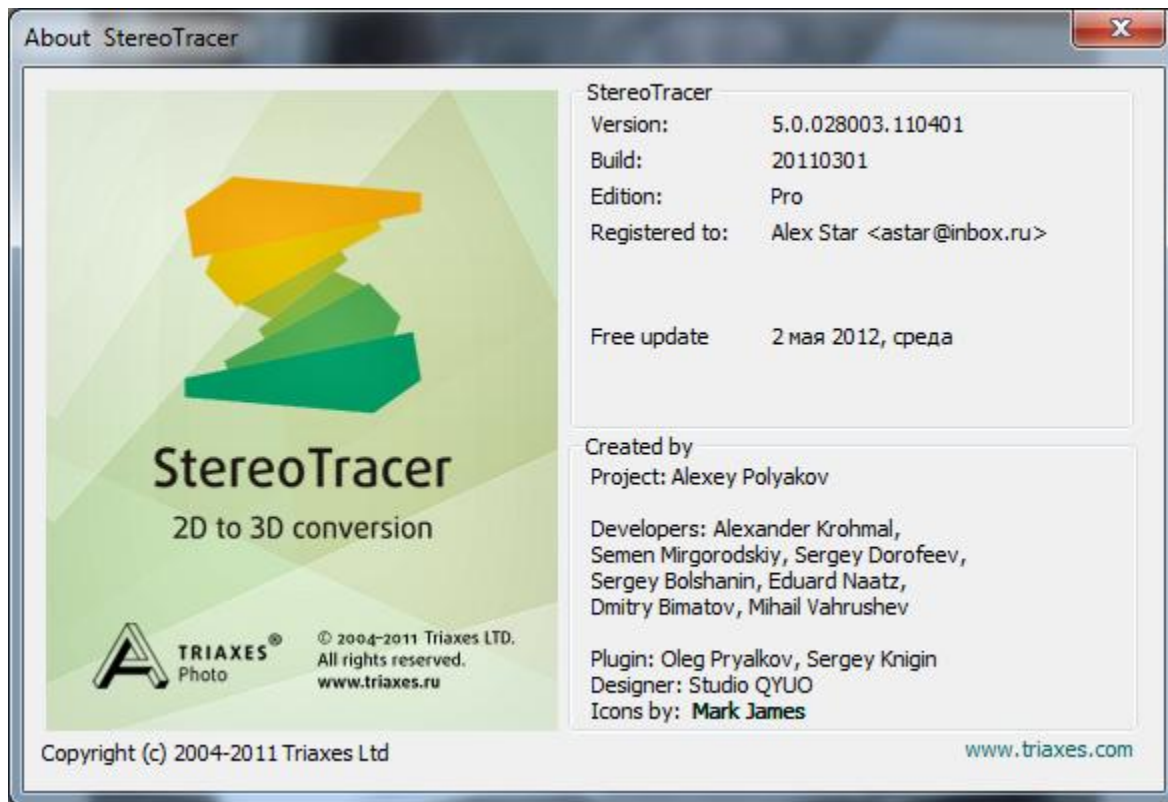 About StereoTracer
StereoTracer
2D to 3D conversion
TRIAXES®
Photo
© 2004-2011 Triaxes LTD.
All rights reserved.
www.triaxes.ru
StereoTracer
Version: 5.0.028003.110401
Build: 20110301
Edition: Pro
Registered to: Alex Star <astar@inbox.ru>
Free update 2 мая 2012, среда
Created by
Project: Alexey Polyakov
Developers: Alexander Krohmal,
Semen Mirgorodskiy, Sergey Dorofeev,
Sergey Bolshanin, Eduard Naatz,
Dmitry Bimatov, Mihail Vahrushev
Plugin: Oleg Pryalkov, Sergey Knigin
Designer: Studio QYUO
Icons by: Mark James
Copyright (c) 2004-2011 Triaxes Ltd
www.triaxes.com